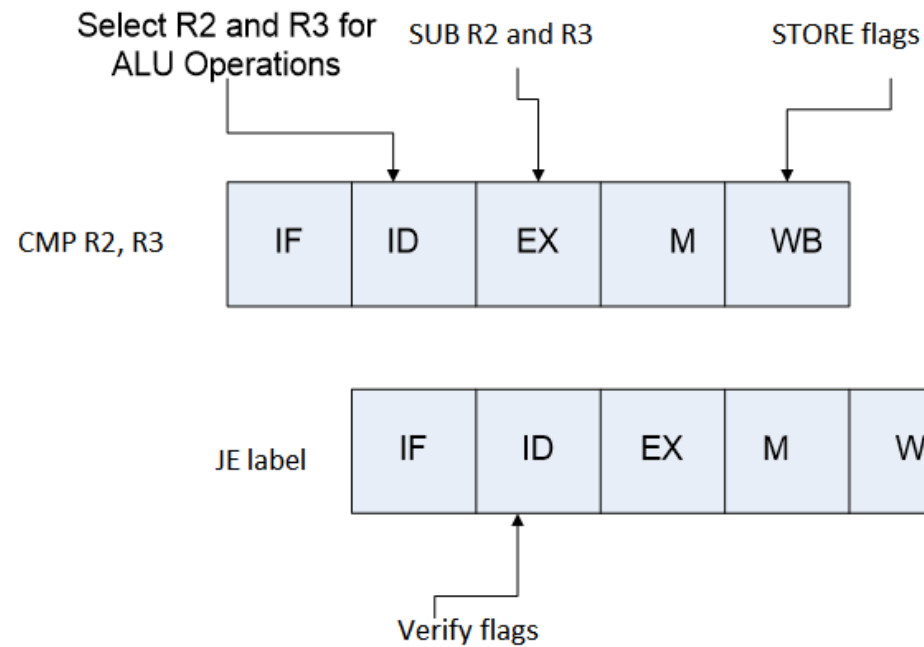 Select R2 and R3 for
ALU Operations
SUB R2 and R3
STORE flags
CMP R2, R3
IF
ID
EX
M
WB
JE label
IF
ID
EX
M
W
Verify flags